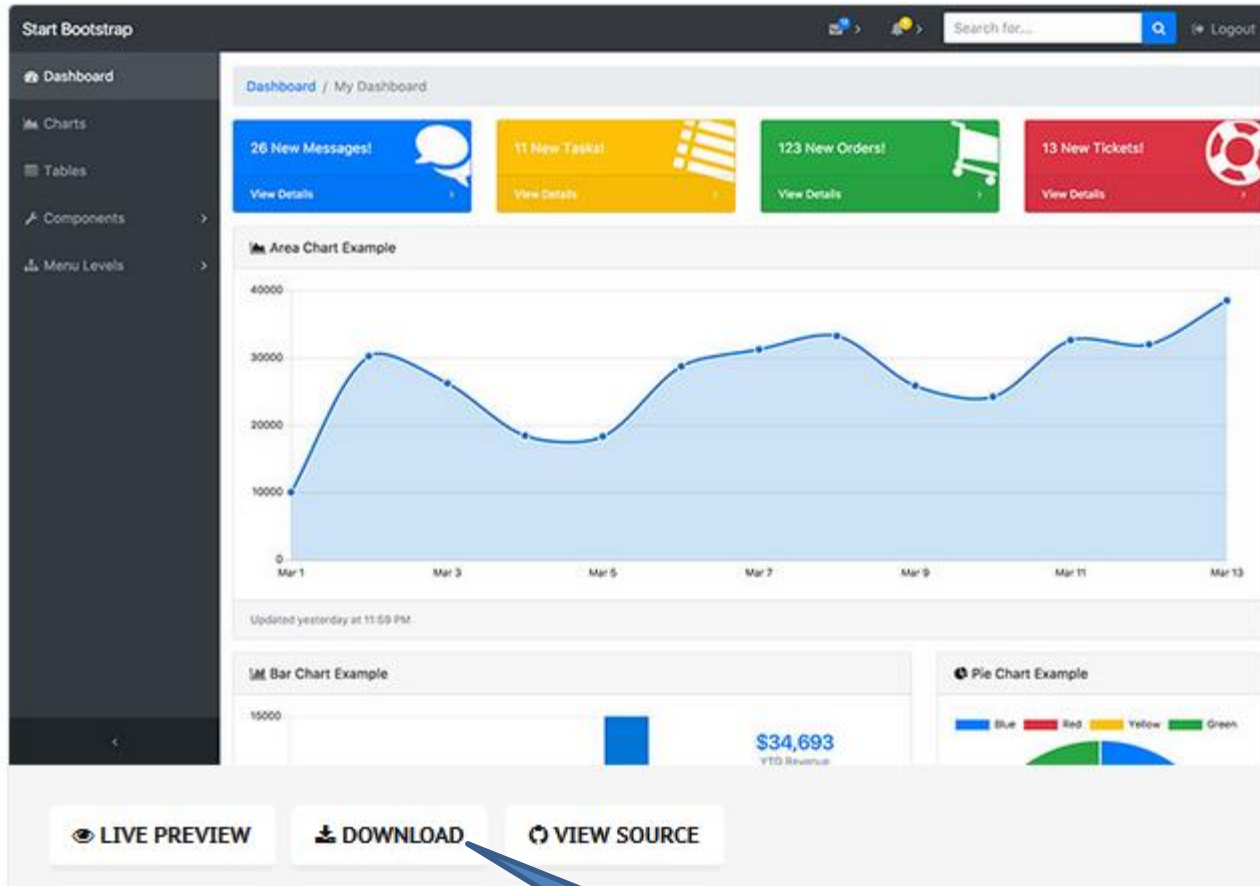 Start Bootstrap
Search for...
Logout
Dashboard
Charts
Tables
Components
Menu Levels
Dashboard / My Dashboard
26 New Messages!
View Details
11 New Tasks!
View Details
123 New Orders!
View Details
13 New Tickets!
View Details
Area Chart Example
40000
30000
20000
10000
0
Mar 1
Mar 3
Mar 5
Mar 7
Mar 9
Mar 11
Mar 13
Updated yesterday at 11:59 PM
Bar Chart Example
15000
$34,693
YTD Revenue
Pie Chart Example
Blue
Red
Yellow
Green
LIVE PREVIEW
DOWNLOAD
VIEW SOURCE